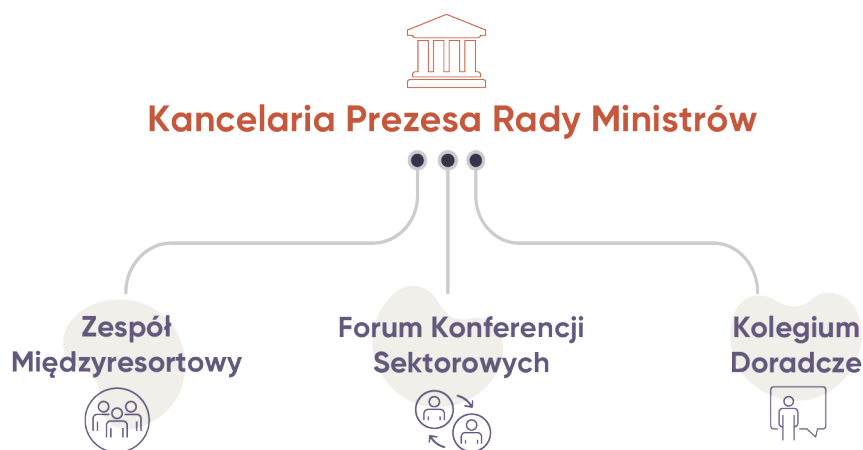 Kancelaria Prezesa Rady Ministrów
Zespół
Międzyresortowy
Forum Konferencji
Sektorowych
Kolegium
Doradcze